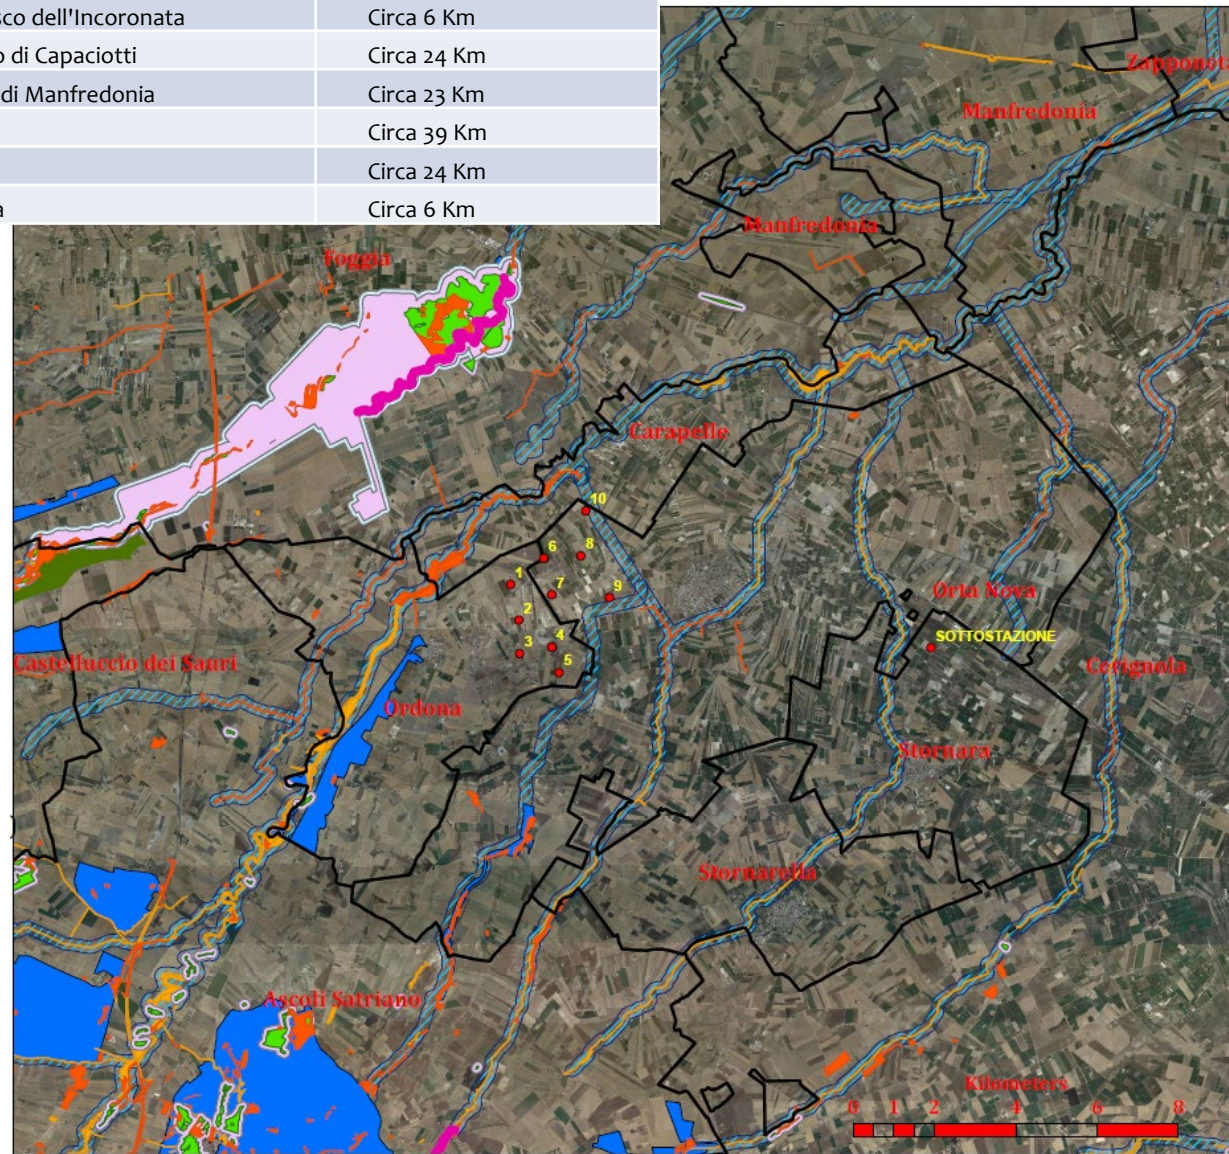 sco dell'Incoronata Circa 6 Km
o di Capaciotti Circa 24 Km
di Manfredonia Circa 23 Km
Circa 39 Km
Circa 24 Km
a Circa 6 Km
Zapponeta
Manfredonia
Manfredonia
Foggia
Carapelle
10
6
8
1
7
9
2
3
4
5
Orta Nova
SOTTOSTAZIONE
Castelluccio dei Sauri
Cerignola
Ordona
Stornara
Stornarella
Ascoli Satriano
Kilometers
0 1 2 4 6 8